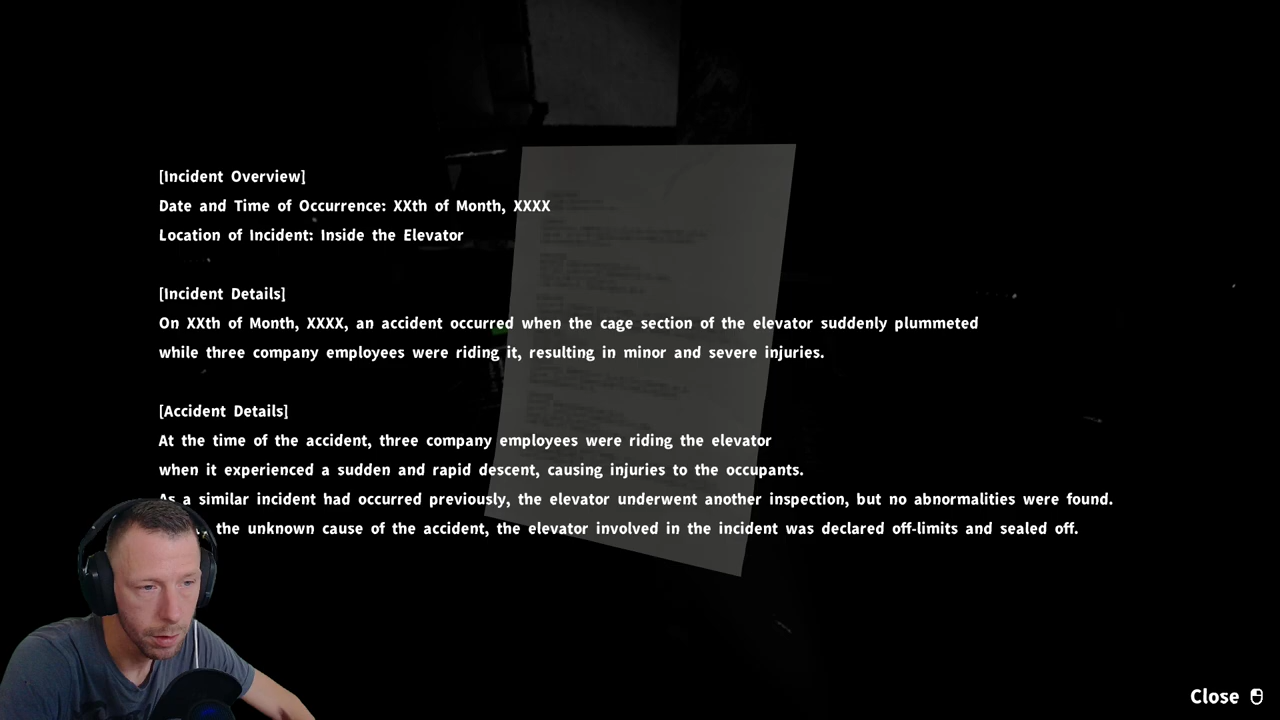 [Incident Overview]
Date and Time of Occurrence: XXth of Month, XXXX
Location of Incident: Inside the Elevator
[Incident Details]
On XXth of Month, XXXX, an accident occurred when the cage section of the elevator suddenly plummeted
while three company employees were riding it, resulting in minor and severe injuries.
[Accident Details]
At the time of the accident, three company employees were riding the elevator
when it experienced a sudden and rapid descent, causing injuries to the occupants.
As a similar incident had occurred previously, the elevator underwent another inspection, but no abnormalities were found.
the unknown cause of the accident, the elevator involved in the incident was declared off-limits and sealed off.
Close